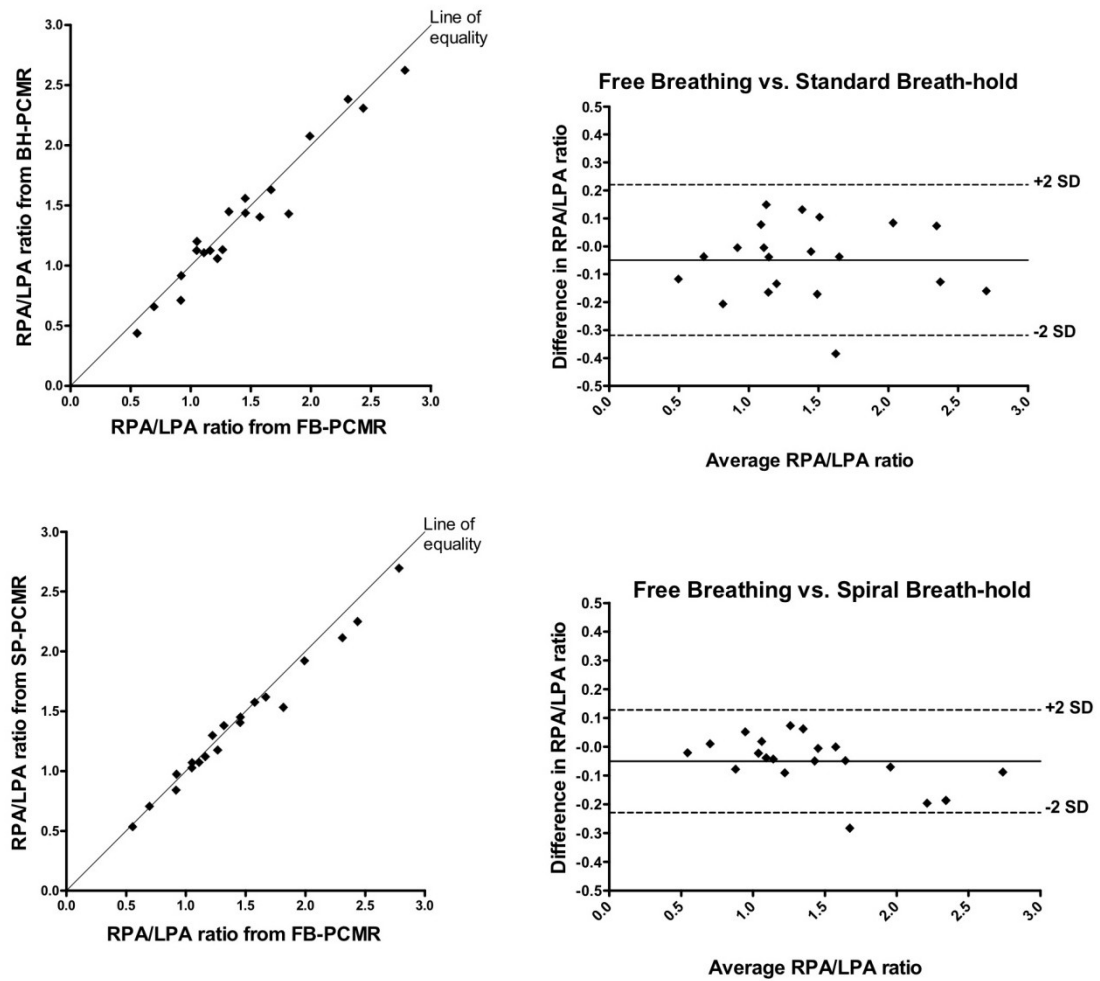 Line of
equality
3.0
2.5
2.0
1.5
1.0
0.5
0.0
RPA/LPA ratio from BH-PCMR
0.0 0.5 1.0 1.5 2.0 2.5 3.0
RPA/LPA ratio from FB-PCMR
Free Breathing vs. Standard Breath-hold
0.5
0.4
0.3
0.2
0.1
-0.0
-0.1
-0.2
-0.3
-0.4
-0.5
Difference in RPA/LPA ratio
+2 SD
-2 SD
0.0 0.5 1.0 1.5 2.0 2.5 3.0
Average RPA/LPA ratio
Line of
equality
3.0
2.5
2.0
1.5
1.0
0.5
0.0
RPA/LPA ratio from SP-PCMR
0.0 0.5 1.0 1.5 2.0 2.5 3.0
RPA/LPA ratio from FB-PCMR
Free Breathing vs. Spiral Breath-hold
0.5
0.4
0.3
0.2
0.1
-0.0
-0.1
-0.2
-0.3
-0.4
-0.5
Difference in RPA/LPA ratio
+2 SD
-2 SD
0.0 0.5 1.0 1.5 2.0 2.5 3.0
Average RPA/LPA ratio